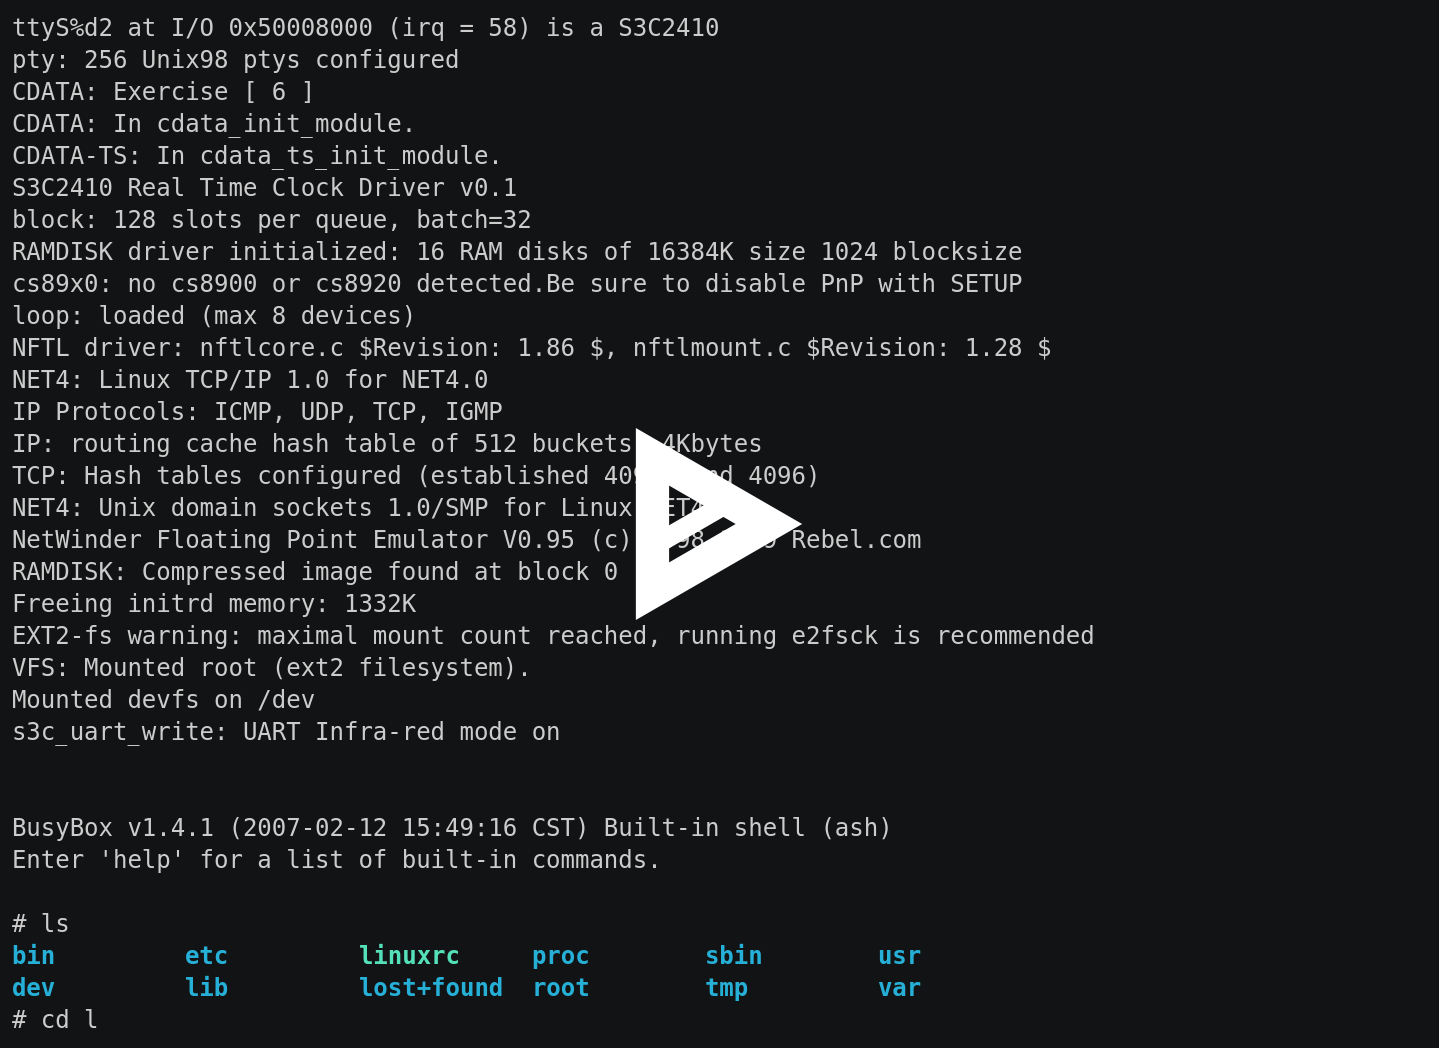 ttyS%d2 at I/O 0x50008000 (irq = 58) is a S3C2410
pty: 256 Unix98 ptys configured
CDATA: Exercise [ 6 ]
CDATA: In cdata_init_module.
CDATA-TS: In cdata_ts_init_module.
S3C2410 Real Time Clock Driver v0.1
block: 128 slots per queue, batch=32
RAMDISK driver initialized: 16 RAM disks of 16384K size 1024 blocksize
cs89x0: no cs8900 or cs8920 detected.Be sure to disable PnP with SETUP
loop: loaded (max 8 devices)
NFTL driver: nftlcore.c $Revision: 1.86 $, nftlmount.c $Revision: 1.28 $
NET4: Linux TCP/IP 1.0 for NET4.0
IP Protocols: ICMP, UDP, TCP, IGMP
IP: routing cache hash table of 512 buckets, 4Kbytes
TCP: Hash tables configured (established 4096)
NET4: Unix domain sockets 1.0/SMP for Linux
NetWinder Floating Point Emulator V0.95 (c) Rebel.com
RAMDISK: Compressed image found at block 0
Freeing initrd memory: 1332K
EXT2-fs warning: maximal mount count reached, running e2fsck is recommended
VFS: Mounted root (ext2 filesystem).
Mounted devfs on /dev
s3c_uart_write: UART Infra-red mode on
BusyBox v1.4.1 (2007-02-12 15:49:16 CST) Built-in shell (ash)
Enter 'help' for a list of built-in commands.
# ls
bin etc linuxrc proc sbin usr
dev lib lost+found root tmp var
# cd l